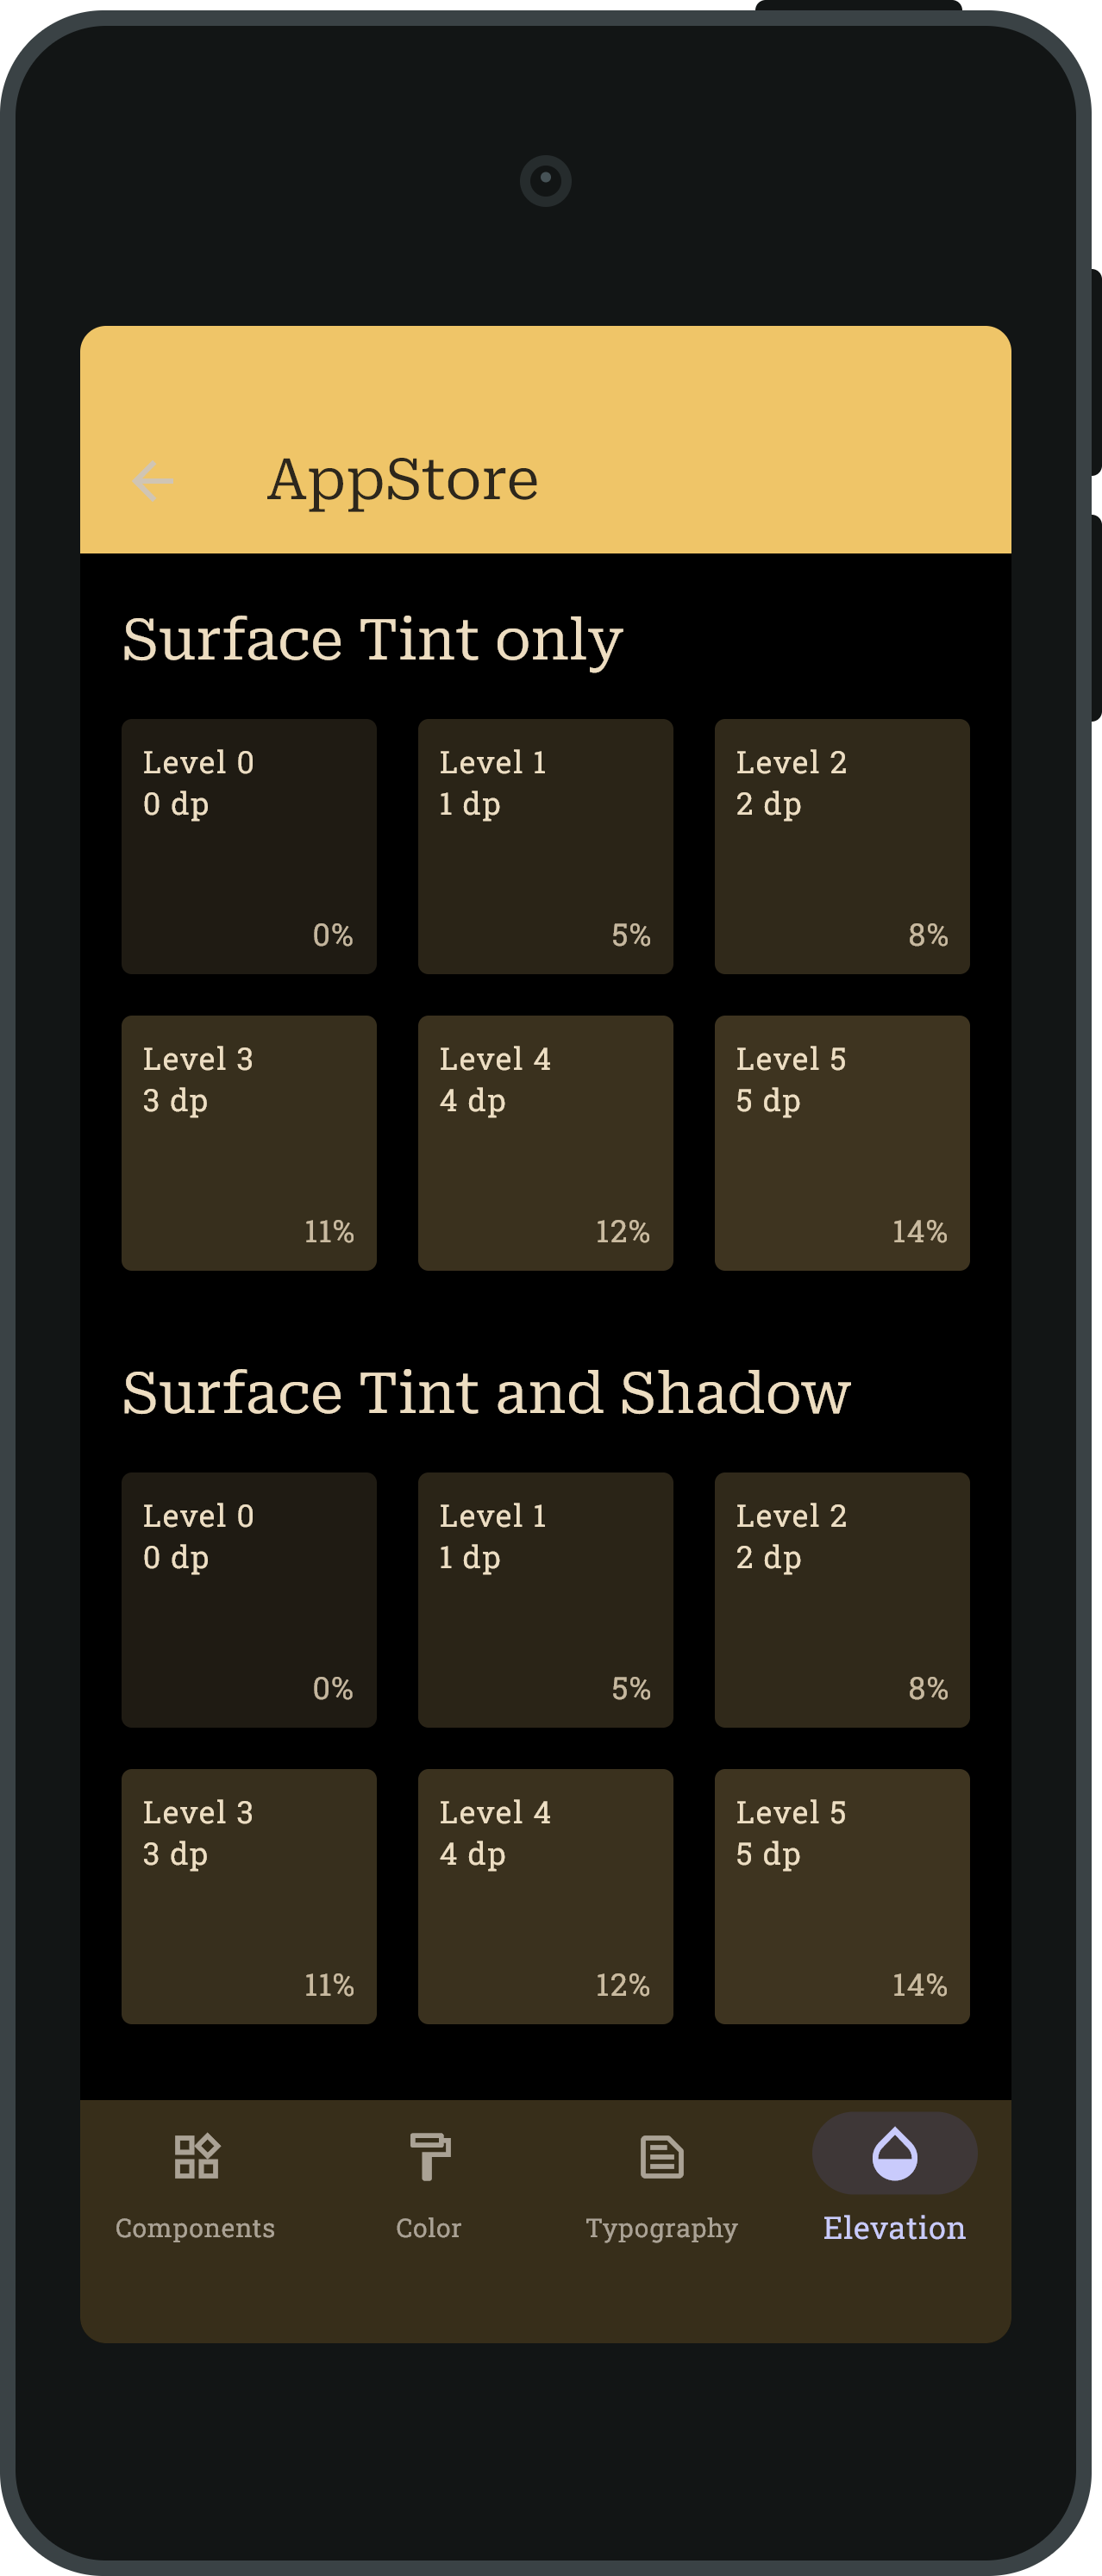 AppStore
Surface Tint only
Level 0
0 dp
0%
Level 1
1 dp
5%
Level 2
2 dp
8%
Level 3
3 dp
11%
Level 4
4 dp
12%
Level 5
5 dp
14%
Surface Tint and Shadow
Level 0
0 dp
0%
Level 1
1 dp
5%
Level 2
2 dp
8%
Level 3
3 dp
11%
Level 4
4 dp
12%
Level 5
5 dp
14%
Components
Color
Typography
Elevation